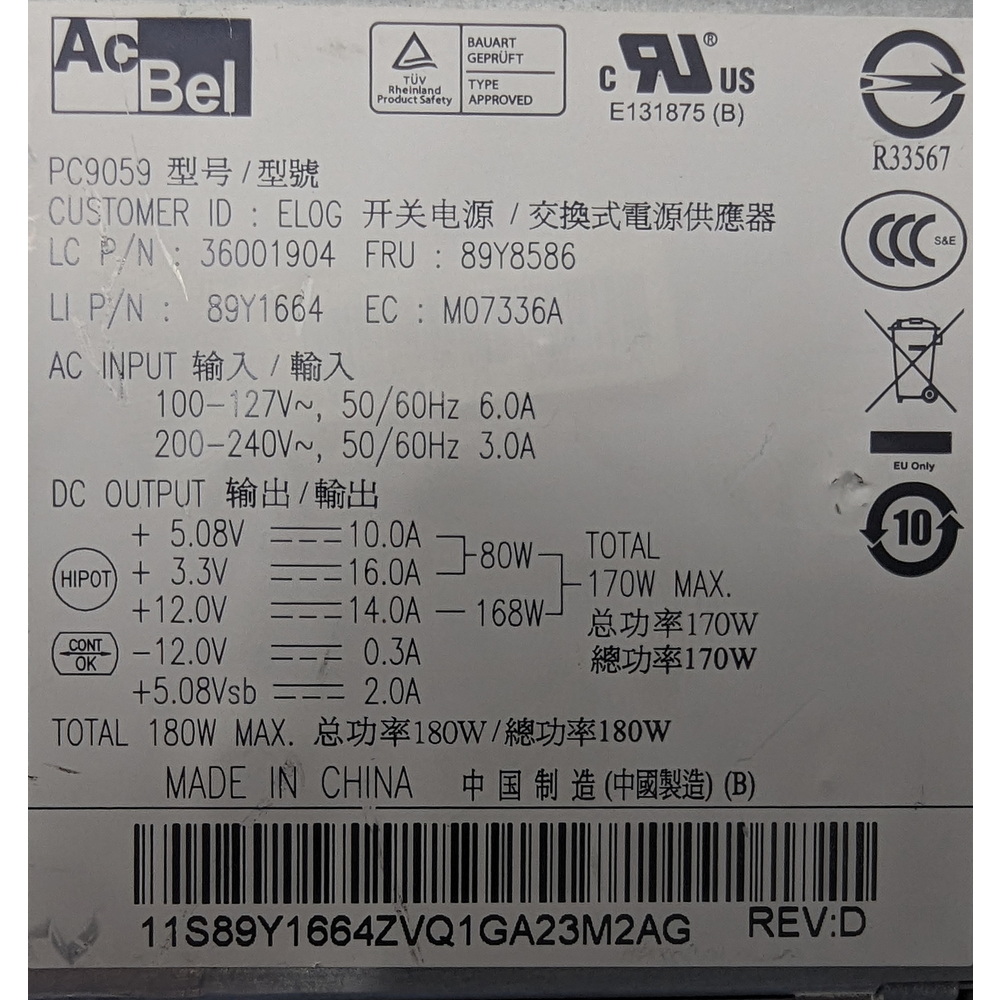 AcBel
TÜV Rheinland Product Safety
BAUART GEPRÜFT
TYPE APPROVED
c RU ® US
E131875 (B)
R33567
PC9059 型号 / 型號
CUSTOMER ID : ELOG 开关电源 / 交換式電源供應器
LC P/N : 36001904 FRU : 89Y8586
CCC S&E
LI P/N : 89Y1664 EC : M07336A
AC INPUT 输入 / 輸入
100-127V~, 50/60Hz 6.0A
200-240V~, 50/60Hz 3.0A
EU Only
DC OUTPUT 输出 / 輸出
10
+ 5.08V 10.0A
80W
HIPOT
+ 3.3V 16.0A
+12.0V 14.0A 168W
TOTAL
170W MAX.
总功率170W
總功率170W
CONT OK
-12.0V 0.3A
+5.08Vsb 2.0A
TOTAL 180W MAX. 总功率180W / 總功率180W
MADE IN CHINA 中国制造 (中國製造) (B)
11S89Y1664ZVQ1GA23M2AG REV:D